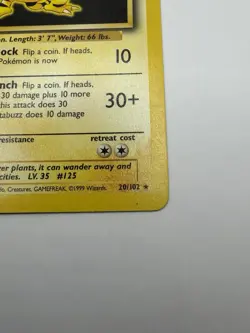 on. Length: 3' 7", Weight: 66 lbs.
ock Flip a coin. If heads,
Pokémon is now
10
nch Flip a coin. If heads,
30 damage plus 10 more
this attack does 30
tabuzz does 10 damage
30+
resistance
retreat cost
er plants, it can wander away and
cities. LV. 35 #125
do, Creatures, GAMEFREAK. ©1999 Wizards. 20/102 ★